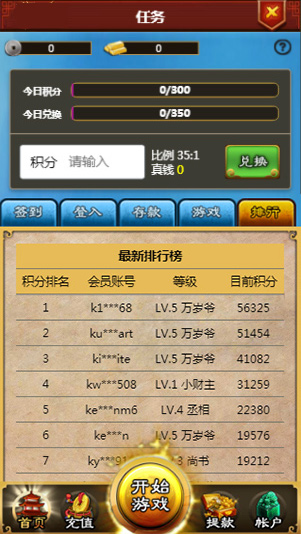 任务
0
0
?
今日积分 0/300
今日兑换 0/350
积分 请输入
比例 35:1
真钱 0
兑换
签到 登入 存款 游戏 排行
最新排行榜
积分排名 会员账号 等级 目前积分
1 k1***68 LV.5 万岁爷 56325
2 ku***art LV.5 万岁爷 51454
3 ki***ite LV.5 万岁爷 41082
4 kw***508 LV.1 小财主 31259
5 ke***nm6 LV.4 丞相 22380
6 ke***n LV.5 万岁爷 19576
7 ky***91 3 尚书 19212
开始
游戏
首页 充值 提款 帐户